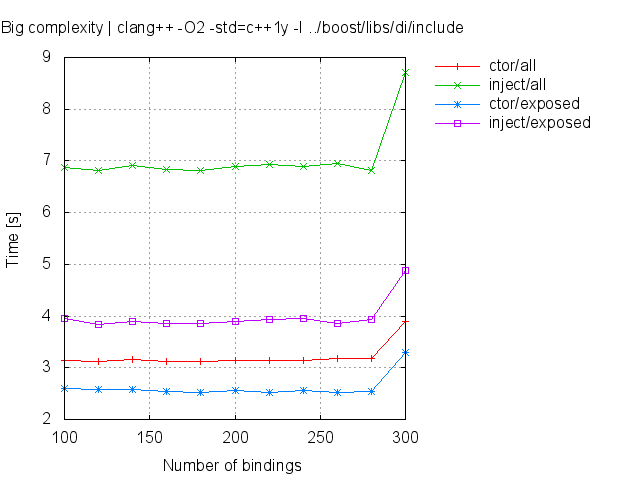 Big complexity | clang++ -O2 -std=c++1y -I ../boost/libs/di/include
9
8
7
6
5
4
3
2
100 150 200 250 300
Time [s]
Number of bindings
ctor/all
inject/all
ctor/exposed
inject/exposed